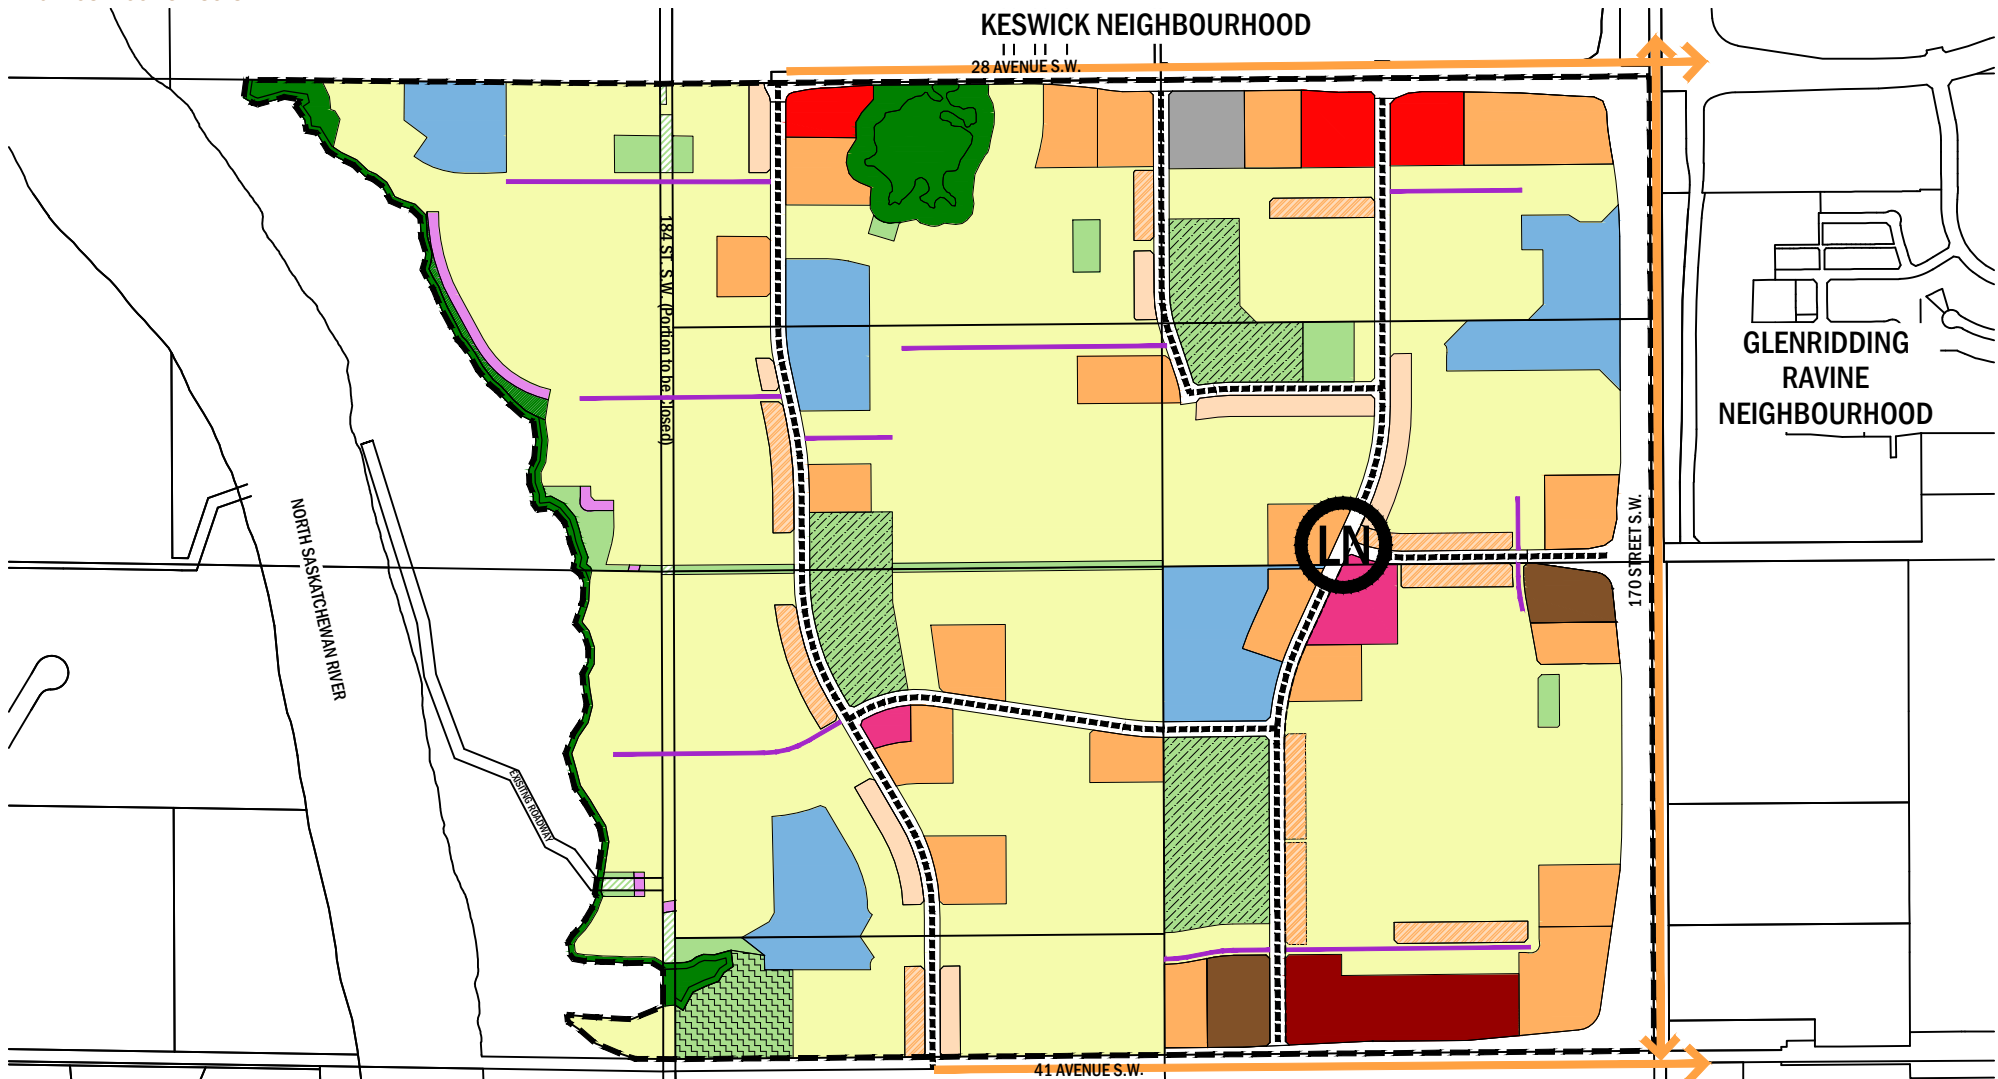 KESWICK NEIGHBOURHOOD
28 AVENUE S.W.
184 ST. S.W. (Portion to be Closed)
GLENRIDDING
RAVINE
NEIGHBOURHOOD
NORTH SASKATCHEWAN RIVER
LN
170 STREET S.W.
EXISITNG ROADWAY
41 AVENUE S.W.